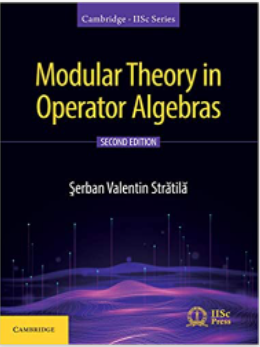 Cambridge - IISc Series
Modular Theory in
Operator Algebras
SECOND EDITION
Şerban Valentin Strătilă
CAMBRIDGE
IISc
Press